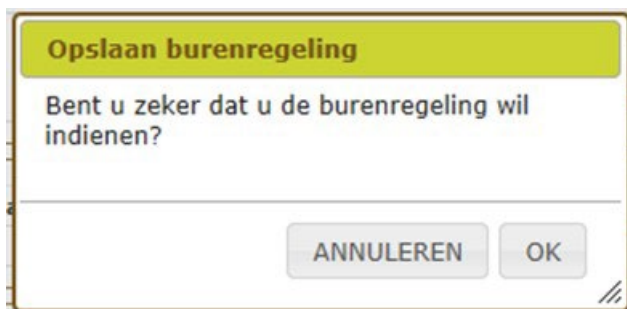 Opslaan burenregeling
Bent u zeker dat u de burenregeling wil
indienen?
ANNULEREN OK